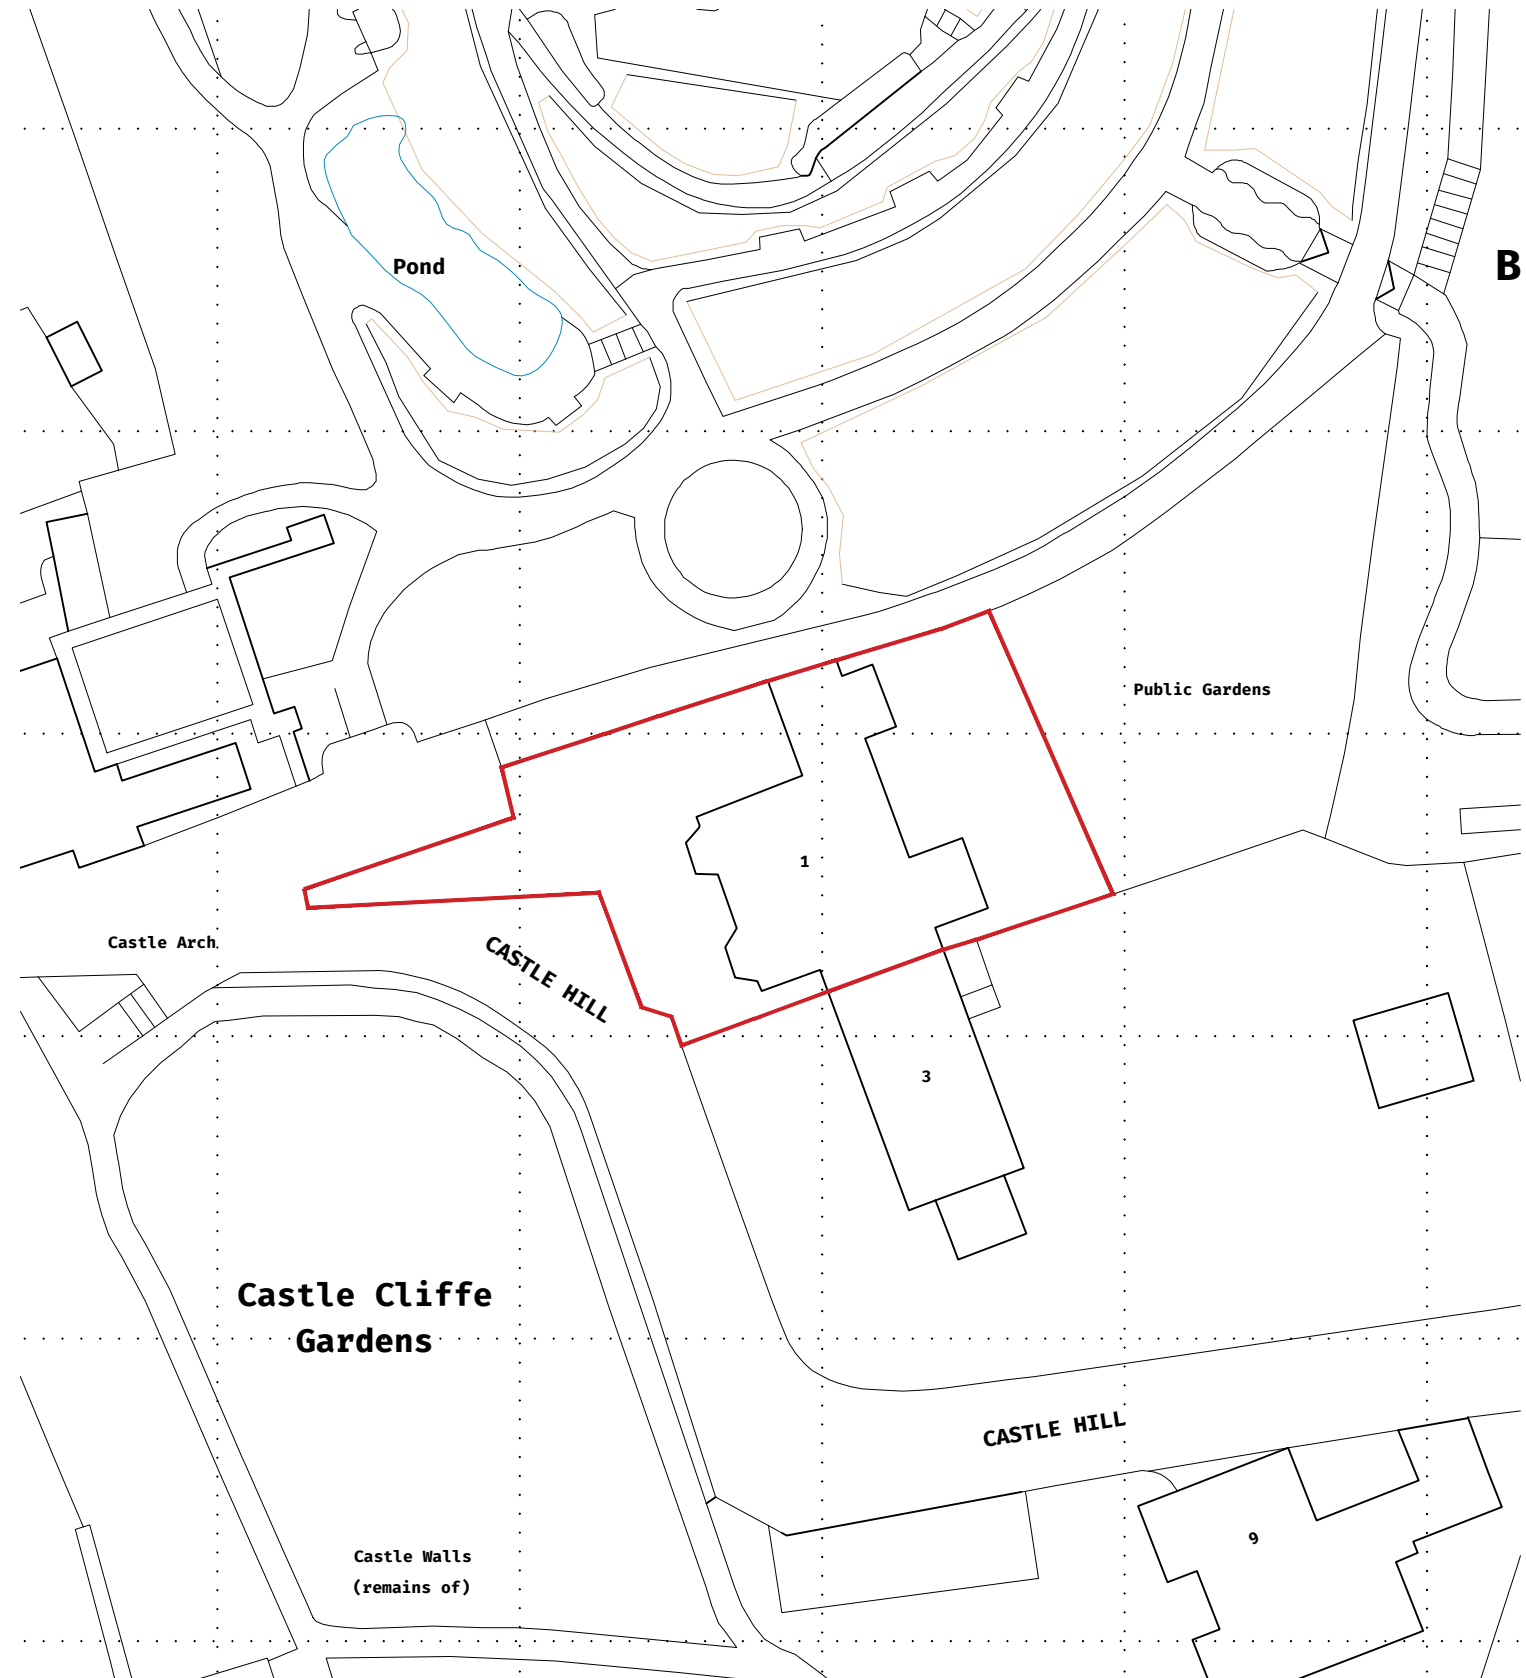 Pond
B
Public Gardens
1
Castle Arch
CASTLE HILL
3
Castle Cliffe
Gardens
CASTLE HILL
9
Castle Walls
(remains of)